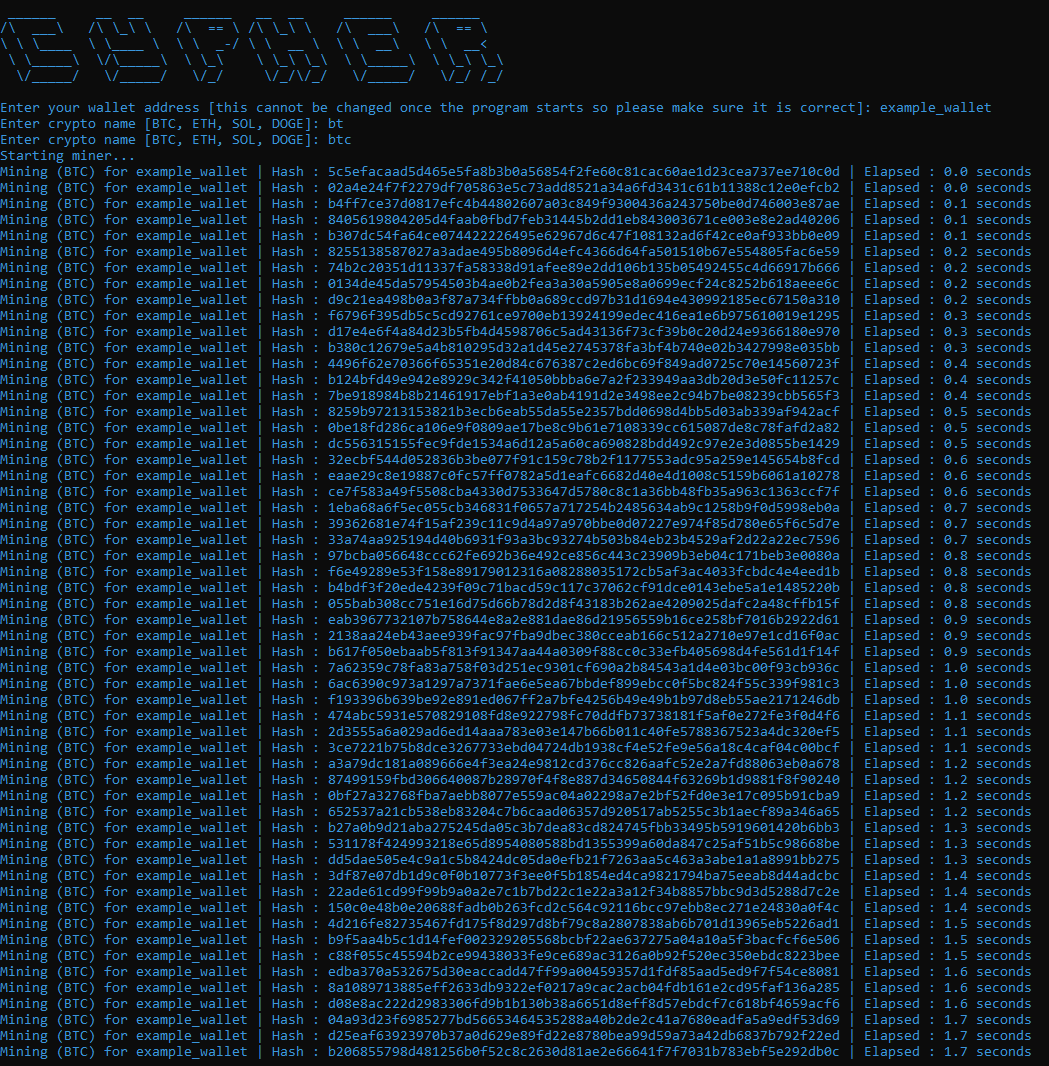 CYPHER
Enter your wallet address [this cannot be changed once the program starts so please make sure it is correct]: example_wallet
Enter crypto name [BTC, ETH, SOL, DOGE]: bt
Enter crypto name [BTC, ETH, SOL, DOGE]: btc
Starting miner...
Mining (BTC) for example_wallet | Hash : 5c5efacaad5d465e5fa8b3b0a56854f2fe60c81cac60ae1d23cea737ee710c0d | Elapsed : 0.0 seconds
Mining (BTC) for example_wallet | Hash : 02a4e24f7f2279df705863e5c73add8521a34a6fd3431c61b11388c12e0efcb2 | Elapsed : 0.0 seconds
Mining (BTC) for example_wallet | Hash : b4ff7ce37d0817efc4b44802607a03c849f9300436a243750be0d746003e87ae | Elapsed : 0.1 seconds
Mining (BTC) for example_wallet | Hash : 8405619804205d4faab0fbd7feb31445b2dd1eb843003671ce003e8e2ad40206 | Elapsed : 0.1 seconds
Mining (BTC) for example_wallet | Hash : b307dc54fa64ce074422226495e62967d6c47f108132ad6f42ce0af933bb0e09 | Elapsed : 0.1 seconds
Mining (BTC) for example_wallet | Hash : 8255138587027a3adae495b8096d4efc4366d64fa501510b67e554805fac6e59 | Elapsed : 0.2 seconds
Mining (BTC) for example_wallet | Hash : 74b2c20351d11337fa58338d91afee89e2dd106b135b05492455c4d66917b666 | Elapsed : 0.2 seconds
Mining (BTC) for example_wallet | Hash : 0134de45da57954503b4ae0b2fea3a30a5905e8a0699ecf24c8252b618aeee6c | Elapsed : 0.2 seconds
Mining (BTC) for example_wallet | Hash : d9c21ea498b0a3f87a734ffbb0a689ccd97b31d1694e430992185ec67150a310 | Elapsed : 0.2 seconds
Mining (BTC) for example_wallet | Hash : f6796f395db5c5cd92761ce9700eb13924199edec416ea1e6b975610019e1295 | Elapsed : 0.3 seconds
Mining (BTC) for example_wallet | Hash : d17e4e6f4a84d23b5fb4d4598706c5ad43136f73cf39b0c20d24e9366180e970 | Elapsed : 0.3 seconds
Mining (BTC) for example_wallet | Hash : b380c12679e5a4b810295d32a1d45e2745378fa3bf4b740e02b3427998e035bb | Elapsed : 0.3 seconds
Mining (BTC) for example_wallet | Hash : 4496f62e70366f65351e20d84c676387c2ed6bc69f849ad0725c70e14560723f | Elapsed : 0.4 seconds
Mining (BTC) for example_wallet | Hash : b124bfd49e942e8929c342f41050bbba6e7a2f233949aa3db20d3e50fc11257c | Elapsed : 0.4 seconds
Mining (BTC) for example_wallet | Hash : 7be918984b8b21461917ebf1a3e0ab4191d2e3498ee2c94b7be08239cbb565f3 | Elapsed : 0.4 seconds
Mining (BTC) for example_wallet | Hash : 8259b97213153821b3ecb6eab55da55e2357bdd0698d4bb5d03ab339af942acf | Elapsed : 0.5 seconds
Mining (BTC) for example_wallet | Hash : 0be18fd286ca106e9f0809ae17be8c9b61e7108339cc615087de8c78fafd2a82 | Elapsed : 0.5 seconds
Mining (BTC) for example_wallet | Hash : dc556315155fec9fde1534a6d12a5a60ca690828bdd492c97e2e3d0855be1429 | Elapsed : 0.5 seconds
Mining (BTC) for example_wallet | Hash : 32ecbf544d052836b3be077f91c159c78b2f1177553adc95a259e145654b8fcd | Elapsed : 0.6 seconds
Mining (BTC) for example_wallet | Hash : eaae29c8e19887c0fc57ff0782a5d1eafc6682d40e4d1008c5159b6061a10278 | Elapsed : 0.6 seconds
Mining (BTC) for example_wallet | Hash : ce7f583a49f5508cba4330d7533647d5780c8c1a36bb48fb35a963c1363ccf7f | Elapsed : 0.6 seconds
Mining (BTC) for example_wallet | Hash : 1eba68a6f5ec055cb346831f0657a717254b2485634ab9c1258b9f0d5998eb0a | Elapsed : 0.7 seconds
Mining (BTC) for example_wallet | Hash : 39362681e74f15af239c11c9d4a97a970bbe0d07227e974f85d780e65f6c5d7e | Elapsed : 0.7 seconds
Mining (BTC) for example_wallet | Hash : 33a74aa925194d40b6931f93a3bc93274b503b84eb23b4529af2d22a22ec7596 | Elapsed : 0.7 seconds
Mining (BTC) for example_wallet | Hash : 97bcba056648ccc62fe692b36e492ce856c443c23909b3eb04c171beb3e0080a | Elapsed : 0.8 seconds
Mining (BTC) for example_wallet | Hash : f6e49289e53f158e89179012316a08288035172cb5af3ac4033fcbdc4e4eed1b | Elapsed : 0.8 seconds
Mining (BTC) for example_wallet | Hash : b4bdf3f20ede4239f09c71bacd59c117c37062cf91dce0143ebe5a1e1485220b | Elapsed : 0.8 seconds
Mining (BTC) for example_wallet | Hash : 055bab308cc751e16d75d66b78d2d8f43183b262ae4209025dafc2a48cffb15f | Elapsed : 0.8 seconds
Mining (BTC) for example_wallet | Hash : eab3967732107b758644e8a2e881dae86d21956559b16ce258bf7016b2922d61 | Elapsed : 0.9 seconds
Mining (BTC) for example_wallet | Hash : 2138aa24eb43aee939fac97fba9dbec380cceab166c512a2710e97e1cd16f0ac | Elapsed : 0.9 seconds
Mining (BTC) for example_wallet | Hash : b617f050ebaab5f813f91347aa44a0309f88cc0c33efb405698d4fe561d1f14f | Elapsed : 0.9 seconds
Mining (BTC) for example_wallet | Hash : 7a62359c78fa83a758f03d251ec9301cf690a2b84543a1d4e03bc00f93cb936c | Elapsed : 1.0 seconds
Mining (BTC) for example_wallet | Hash : 6ac6390c973a1297a7371fae6e5ea67bbdef899ebcc0f5bc824f55c339f981c3 | Elapsed : 1.0 seconds
Mining (BTC) for example_wallet | Hash : f193396b639be92e891ed067ff2a7bfe4256b49e49b1b97d8eb55ae2171246db | Elapsed : 1.0 seconds
Mining (BTC) for example_wallet | Hash : 474abc5931e570829108fd8e922798fc70ddfb73738181f5af0e272fe3f0d4f6 | Elapsed : 1.1 seconds
Mining (BTC) for example_wallet | Hash : 2d3555a6a029ad6ed14aaa783e03e147b66b011c40fe5788367523a4dc320ef5 | Elapsed : 1.1 seconds
Mining (BTC) for example_wallet | Hash : 3ce7221b75b8dce3267733ebd04724db1938cf4e52fe9e56a18c4caf04c00bcf | Elapsed : 1.1 seconds
Mining (BTC) for example_wallet | Hash : a3a79dc181a089666e4f3ea24e9812cd376cc826aafc52e2a7fd88063eb0a678 | Elapsed : 1.2 seconds
Mining (BTC) for example_wallet | Hash : 87499159fbd306640087b28970f4f8e887d34650844f63269b1d9881f8f90240 | Elapsed : 1.2 seconds
Mining (BTC) for example_wallet | Hash : 0bf27a32768fba7aebb8077e559ac04a02298a7e2bf52fd0e3e17c095b91cba9 | Elapsed : 1.2 seconds
Mining (BTC) for example_wallet | Hash : 652537a21cb538eb83204c7b6caad06357d920517ab5255c3b1aecf89a346a65 | Elapsed : 1.2 seconds
Mining (BTC) for example_wallet | Hash : b27a0b9d21aba275245da05c3b7dea83cd824745fbb33495b5919601420b6bb3 | Elapsed : 1.3 seconds
Mining (BTC) for example_wallet | Hash : 531178f424993218e65d8954080588bd1355399a60da847c25af51b5c98668be | Elapsed : 1.3 seconds
Mining (BTC) for example_wallet | Hash : dd5dae505e4c9a1c5b8424dc05da0efb21f7263aa5c463a3abe1a1a8991bb275 | Elapsed : 1.3 seconds
Mining (BTC) for example_wallet | Hash : 3df87e07db1d9c0f0b10773f3ee0f5b1854ed4ca9821794ba75eeab8d44adcbc | Elapsed : 1.4 seconds
Mining (BTC) for example_wallet | Hash : 22ade61cd99f99b9a0a2e7c1b7bd22c1e22a3a12f34b8857bbc9d3d5288d7c2e | Elapsed : 1.4 seconds
Mining (BTC) for example_wallet | Hash : 150c0e48b0e20688fadb0b263fcd2c564c92116bcc97ebb8ec271e24830a0f4c | Elapsed : 1.4 seconds
Mining (BTC) for example_wallet | Hash : 4d216fe82735467fd175f8d297d8bf79c8a2807838ab6b701d13965eb5226ad1 | Elapsed : 1.5 seconds
Mining (BTC) for example_wallet | Hash : b9f5aa4b5c1d14fef002329205568bcbf22ae637275a04a10a5f3bacfcf6e506 | Elapsed : 1.5 seconds
Mining (BTC) for example_wallet | Hash : c88f055c45594b2ce99438033fe9ce689ac3126a0b92f520ec350ebdc8223bee | Elapsed : 1.5 seconds
Mining (BTC) for example_wallet | Hash : edba370a532675d30eaccadd47ff99a00459357d1fdf85aad5ed9f7f54ce8081 | Elapsed : 1.6 seconds
Mining (BTC) for example_wallet | Hash : 8a1089713885eff2633db9322ef0217a9cac2acb04fdb161e2cd95faf136a285 | Elapsed : 1.6 seconds
Mining (BTC) for example_wallet | Hash : d08e8ac222d2983306fd9b1b130b38a6651d8eff8d57ebdcf7c618bf4659acf6 | Elapsed : 1.6 seconds
Mining (BTC) for example_wallet | Hash : 04a93d23f6985277bd56653464535288a40b2de2c41a7680eadfa5a9edf53d69 | Elapsed : 1.7 seconds
Mining (BTC) for example_wallet | Hash : d25eaf63923970b37a0d629e89fd22e8780bea99d59a73a42db6837b792f22ed | Elapsed : 1.7 seconds
Mining (BTC) for example_wallet | Hash : b206855798d481256b0f52c8c2630d81ae2e66641f7f7031b783ebf5e292db0c | Elapsed : 1.7 seconds